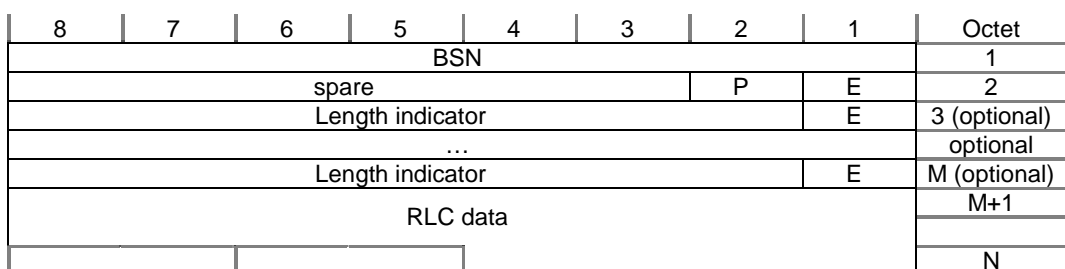 8 7 6 5 4 3 2 1 Octet
BSN 1
spare P E 2
Length indicator E 3 (optional)
… optional
Length indicator E M (optional)
RLC data M+1
N